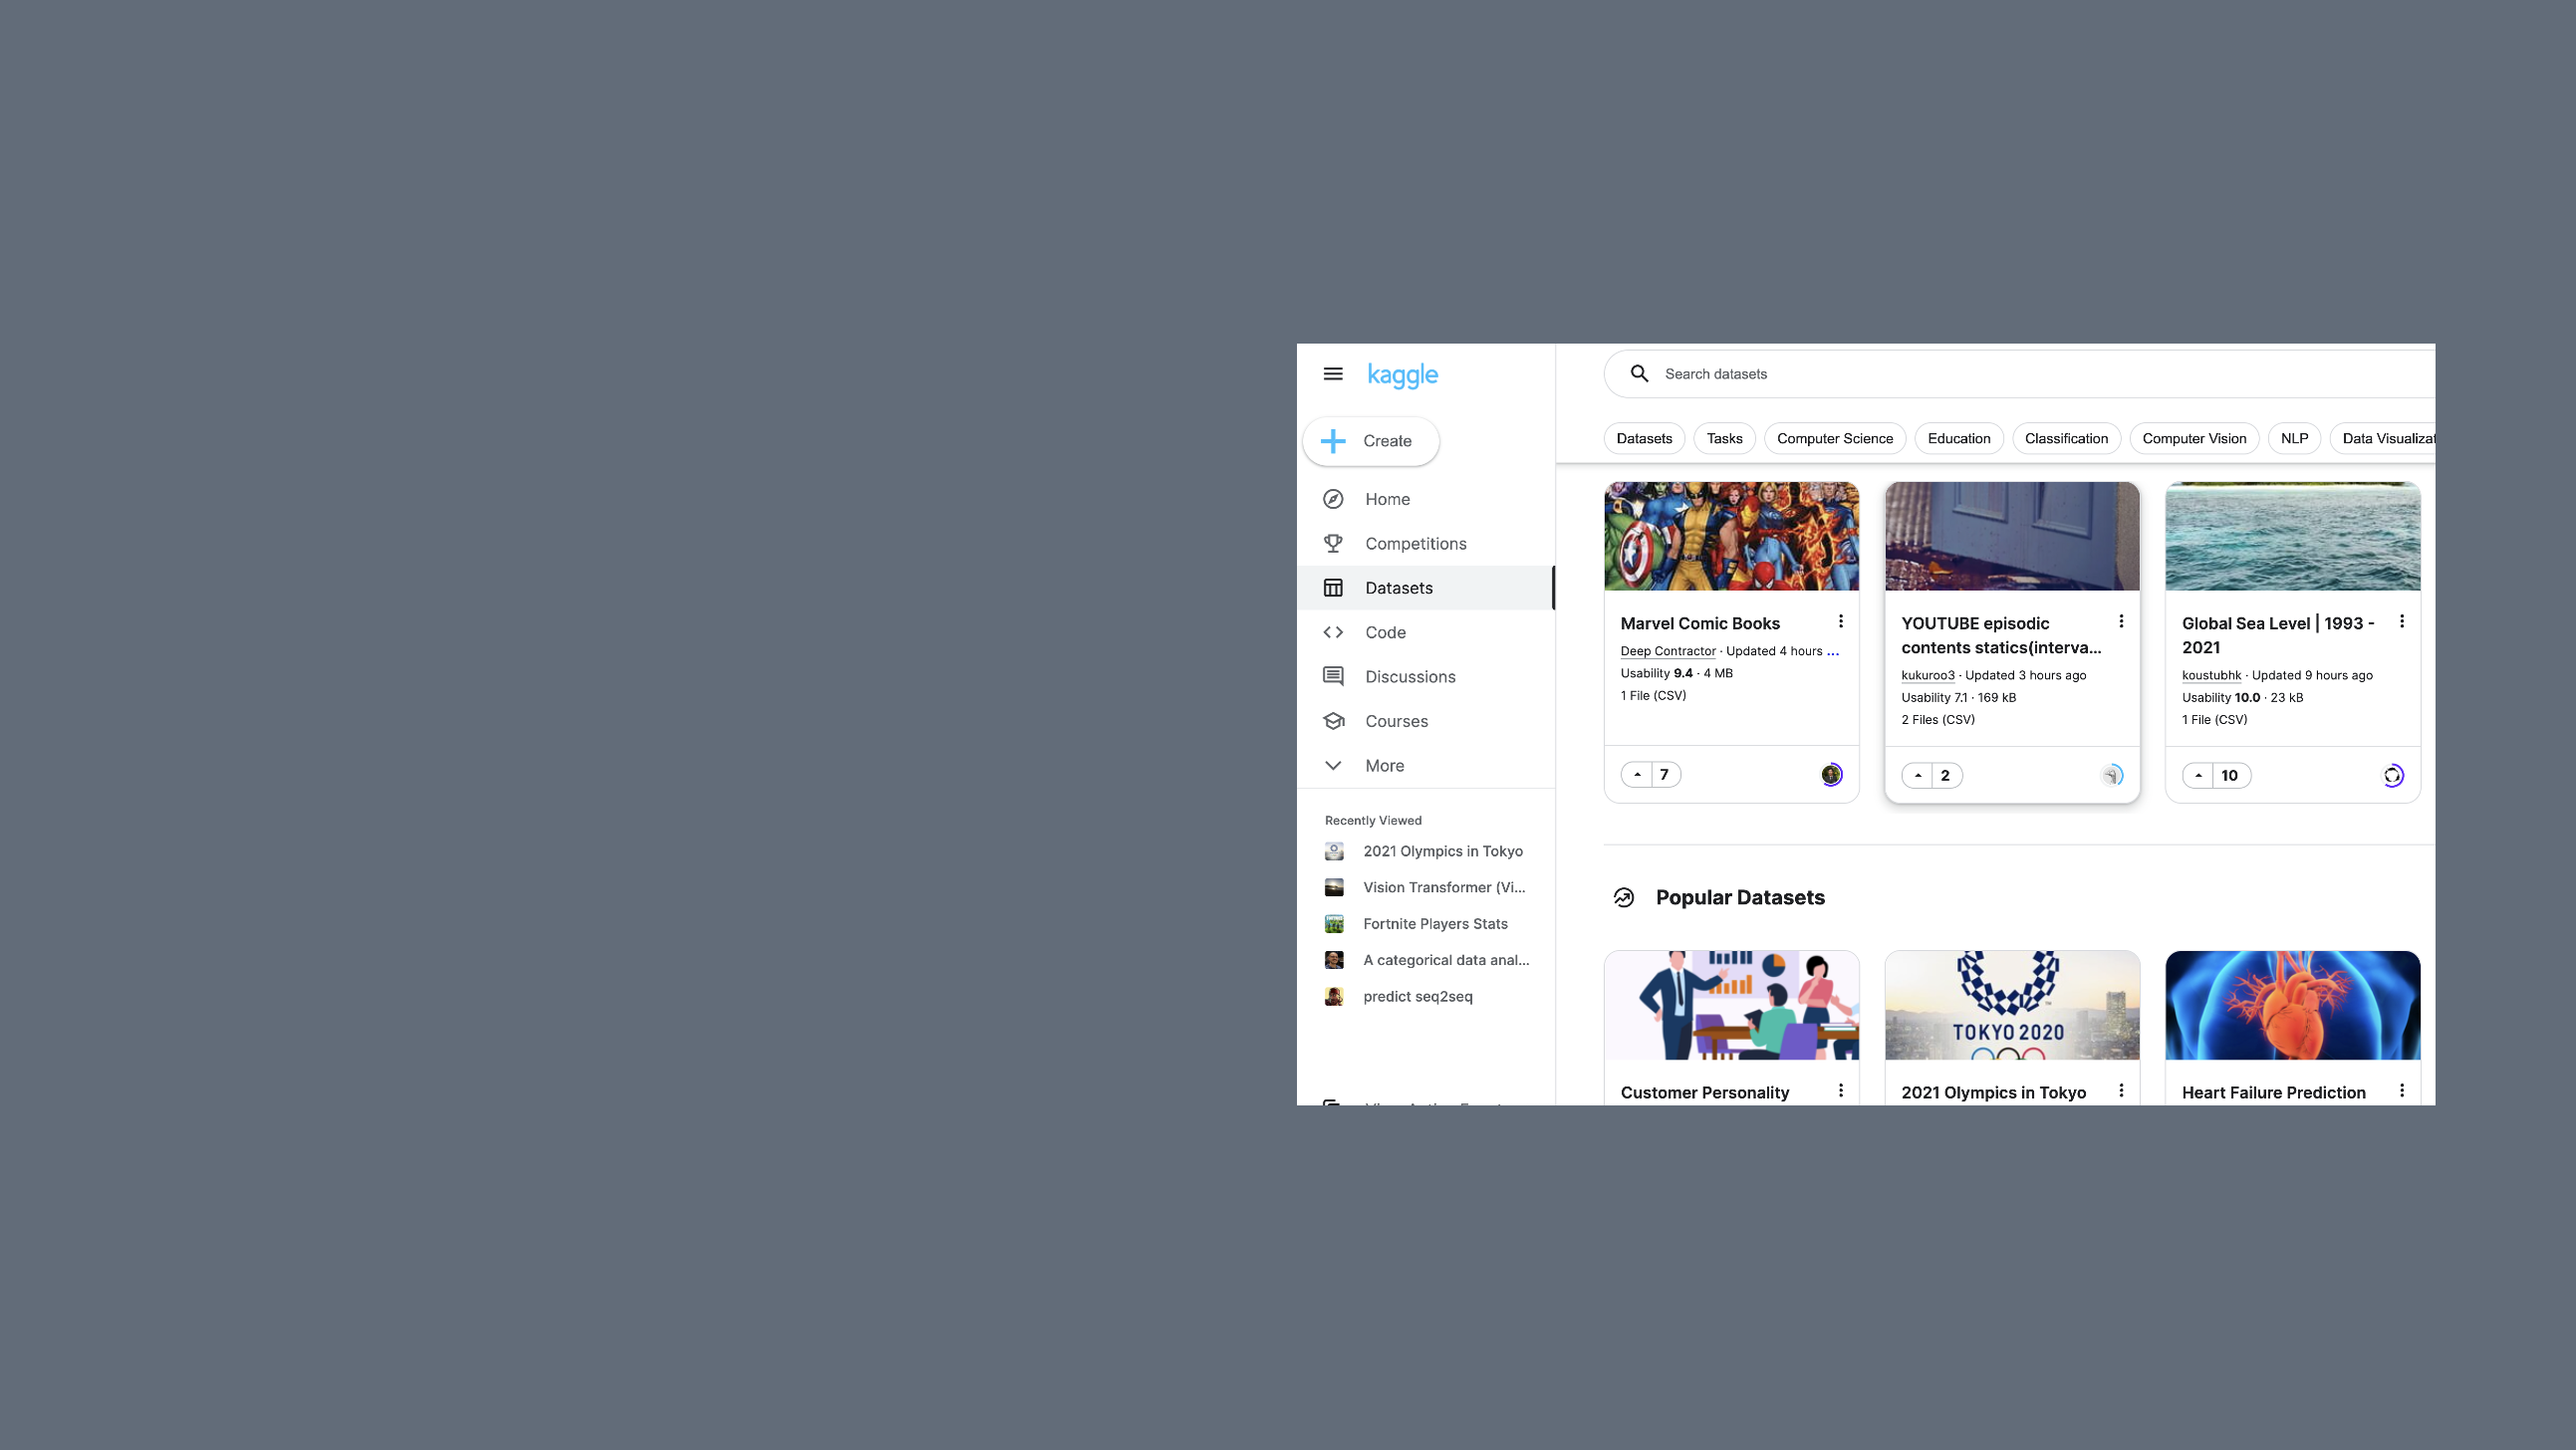 kaggle
Create
Home
Competitions
Datasets
Code
Discussions
Courses
More
Recently Viewed
2021 Olympics in Tokyo
Vision Transformer (Vi...
Fortnite Players Stats
A categorical data anal...
predict seq2seq
Search datasets
Datasets Tasks Computer Science Education Classification Computer Vision NLP Data
Marvel Comic Books
Deep Contractor · Updated 4 hours ...
Usability 9.4 · 4 MB
1 File (CSV)
7
YOUTUBE episodic
contents statics(interva...
kukuroo3 · Updated 3 hours ago
Usability 7.1 · 169 kB
2 Files (CSV)
2
Global Sea Level | 1993 -
2021
koustubhk · Updated 9 hours ago
Usability 10.0 · 23 kB
1 File (CSV)
10
Popular Datasets
TOKYO 2020
Customer Personality
2021 Olympics in Tokyo
Heart Failure Prediction